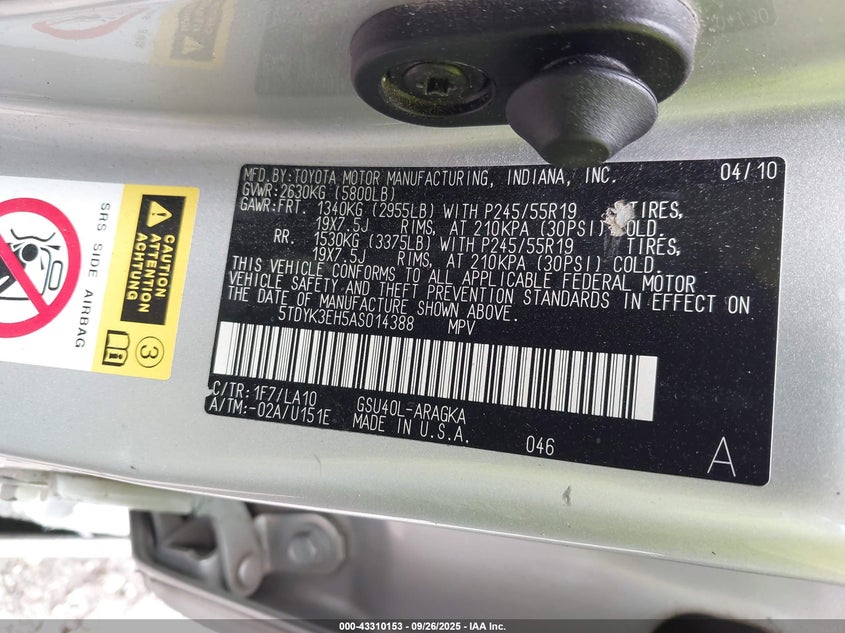 MFD.BY:TOYOTA MOTOR MANUFACTURING, INDIANA, INC. 04/10
GVWR:2630KG (5800LB)
GAWR:FRT. 1340KG (2955LB) WITH P245/55R19 TIRES,
19X7.5J RIMS, AT 210KPA (30PSI) COLD.
RR. 1530KG (3375LB) WITH P245/55R19 TIRES,
19X7.5J RIMS, AT 210KPA (30PSI) COLD.
THIS VEHICLE CONFORMS TO ALL APPLICABLE FEDERAL MOTOR
VEHICLE SAFETY AND THEFT PREVENTION STANDARDS IN EFFECT ON
THE DATE OF MANUFACTURE SHOWN ABOVE.
5TDYK3EH5AS014388 MPV
C/TR:1F7/LA10 GSU40L-ARAGKA
A/TM:-02A/U151E MADE IN U.S.A.
046
A
SRS SIDE AIRBAG
CAUTION
ATTENTION
ACHTUNG
3
000-43310153 - 09/26/2025 - IAA Inc.